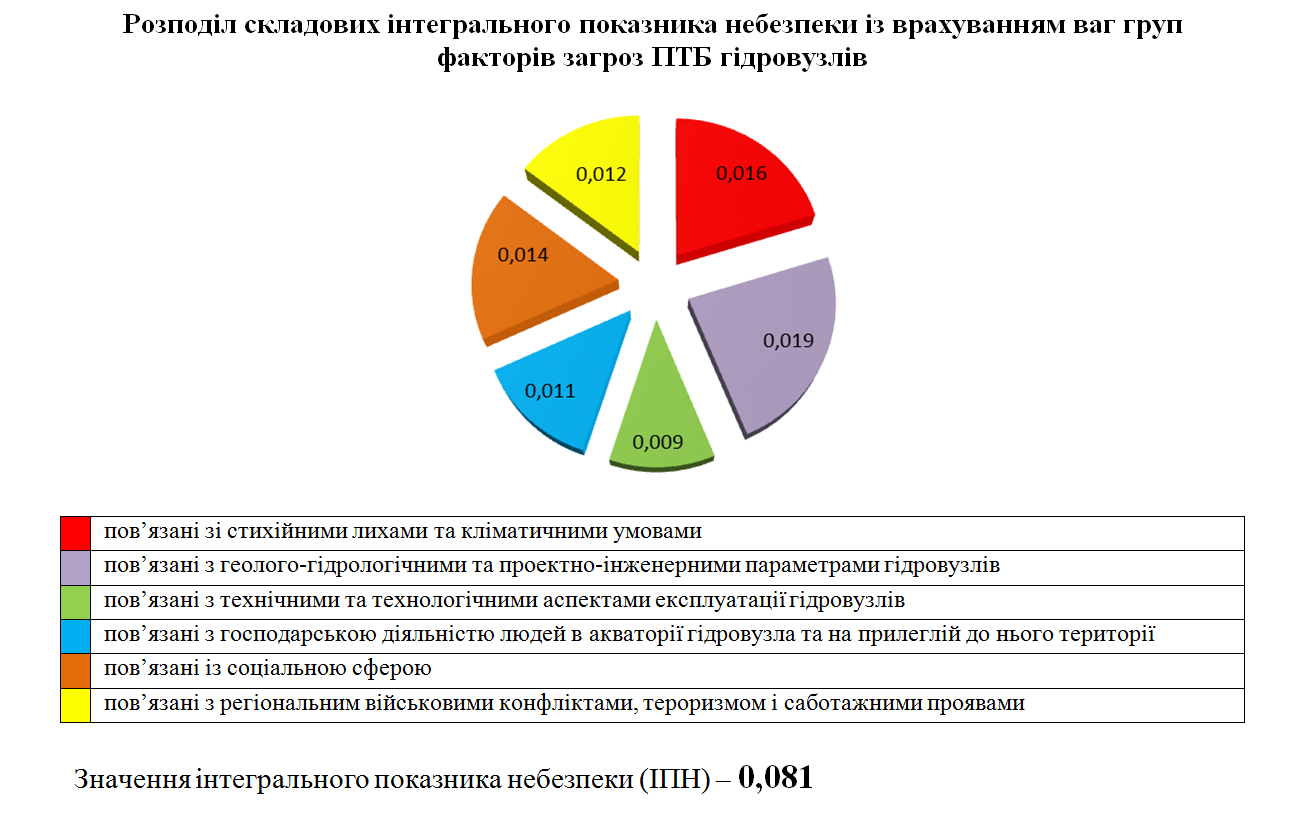 Розподіл складових інтегрального показника небезпеки із врахуванням ваг груп
факторів загроз ПТБ гідровузлів
0,012
0,016
0,014
0,019
0,011
0,009
пов’язані зі стихійними лихами та кліматичними умовами
пов’язані з геолого-гідрологічними та проектно-інженерними параметрами гідровузлів
пов’язані з технічними та технологічними аспектами експлуатації гідровузлів
пов’язані з господарською діяльністю людей в акваторії гідровузла та на прилеглій до нього території
пов’язані із соціальною сферою
пов’язані з регіональним військовими конфліктами, тероризмом і саботажними проявами
Значення інтегрального показника небезпеки (ІПН) – 0,081